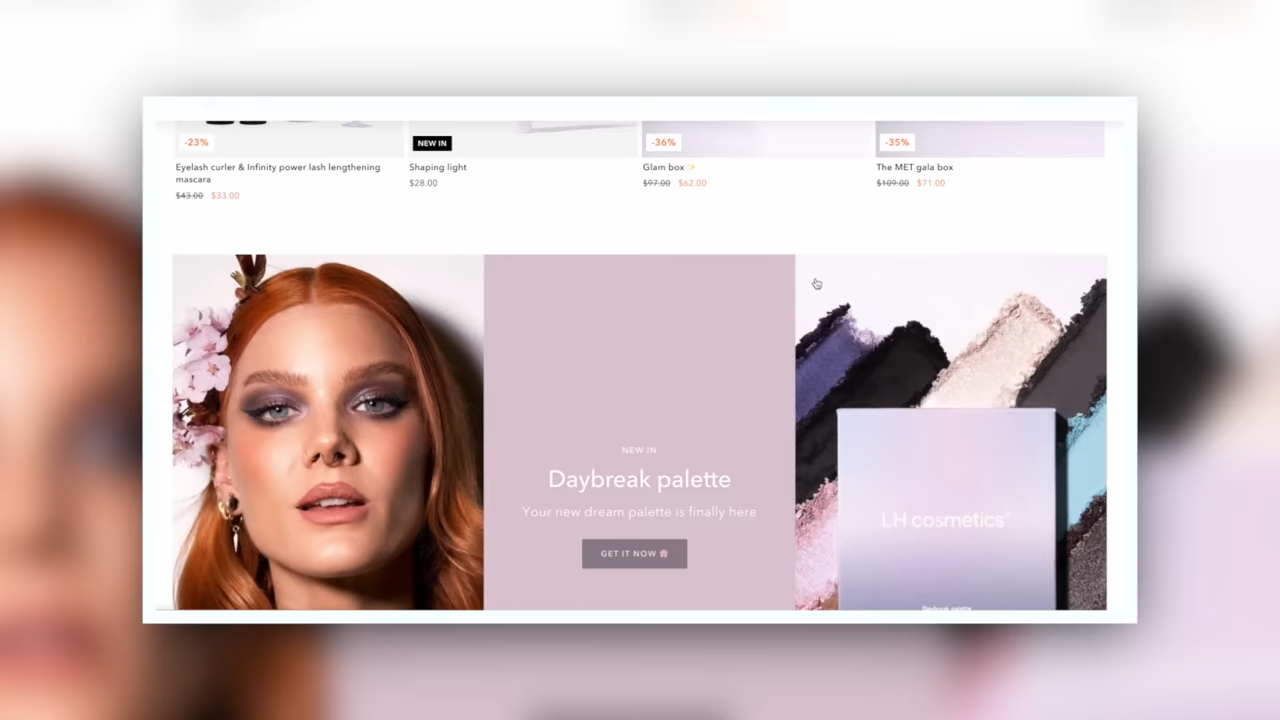 -23%
NEW IN
-36%
-35%
Eyelash curler & Infinity power lash lengthening
mascara
$43.00 $33.00
Shaping light
$28.00
Glam box ✨
$97.00 $62.00
The MET gala box
$109.00 $71.00
NEW IN
Daybreak palette
Your new dream palette is finally here
GET IT NOW 🌸
LH cosmetics®
Daybreak palette